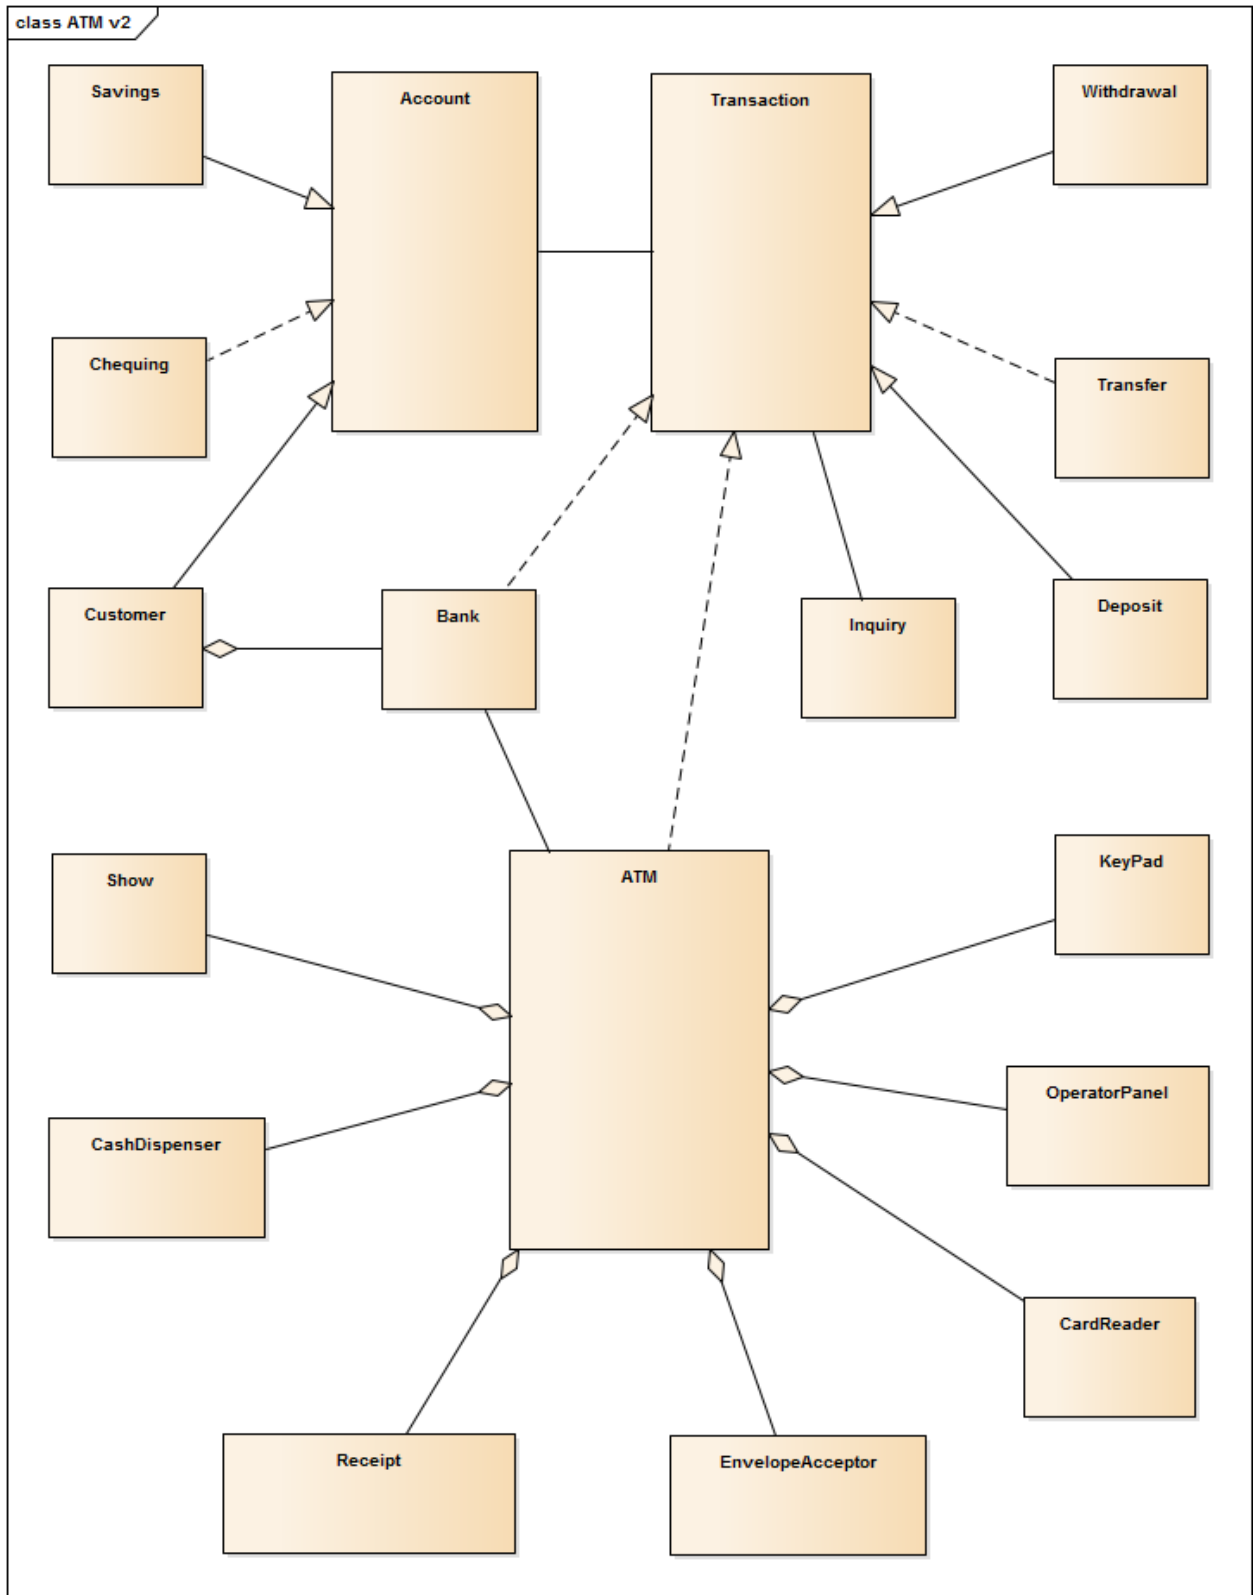 class ATM v2
Savings
Account
Transaction
Withdrawal
Chequing
Transfer
Customer
Bank
Inquiry
Deposit
Show
ATM
KeyPad
CashDispenser
OperatorPanel
CardReader
Receipt
EnvelopeAcceptor